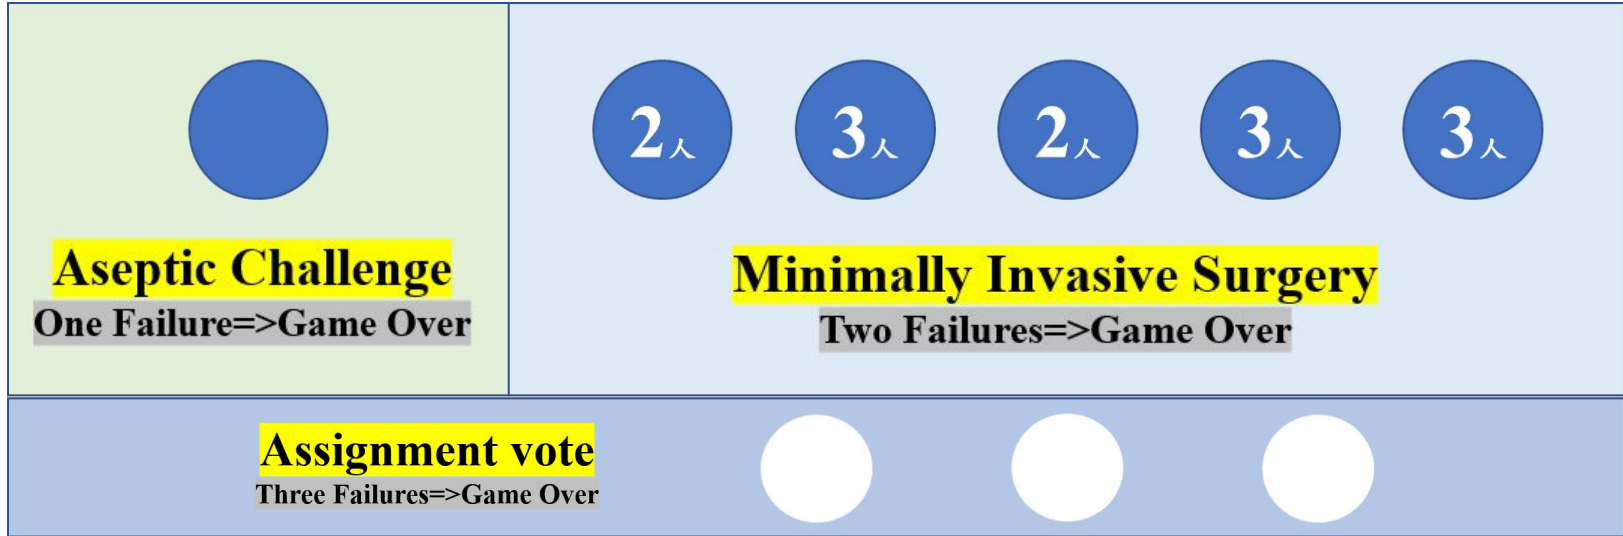 2人 3人 2人 3人 3人
Aseptic Challenge
One Failure=>Game Over
Minimally Invasive Surgery
Two Failures=>Game Over
Assignment vote
Three Failures=>Game Over